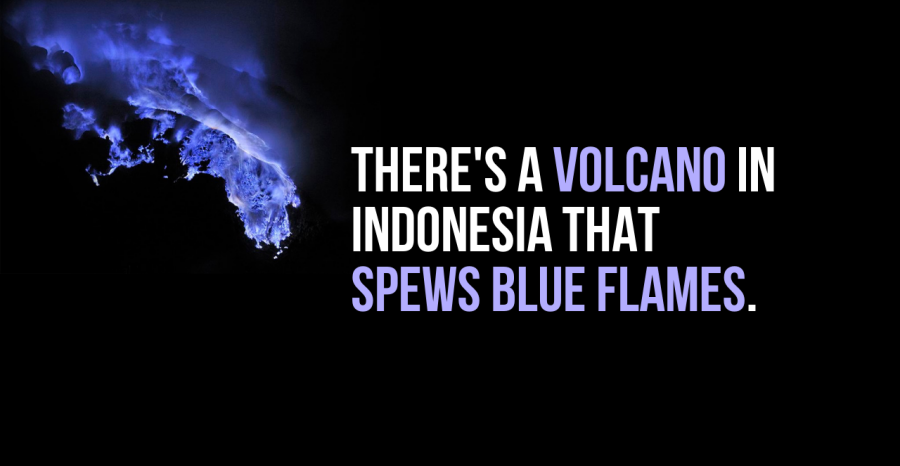 THERE'S A VOLCANO IN
INDONESIA THAT
SPEWS BLUE FLAMES.